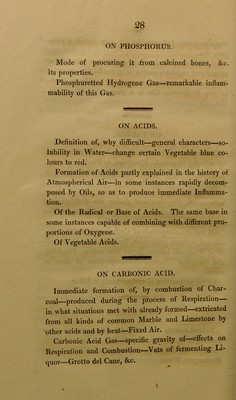 28
ON PHOSPHORUS.
Mode of procuring it from calcined bones, &c.
its properties.
Phosphuretted Hydrogene Gas—remarkable inflam-
mability of this Gas.
ON ACIDS.
Definition of, why difficult—general characters—so-
lubility in Water—change certain Vegetable blue co-
lours to red.
Formation of Acids partly explained in the history of
Atmospherical Air—in some instances rapidly decom-
posed by Oils, so as to produce immediate Inflamma-
tion.
Of the Radical or Base of Acids. The same base in
some instances capable of combining with different pro-
portions of Oxygene.
Of Vegetable Acids.
ON CARBONIC ACID.
Immediate formation of, by combustion of Char-
coal—produced during the process of Respiration—
in what situations met with already formed—extricated
from all kinds of common Marble and Limestone by
other acids and by heat—Fixed Air.
Carbonic Acid Gas—specific gravity of—effects on
Respiration and Combustion—Vats of fermenting Li-
quor—Grotto del Cane, &c.